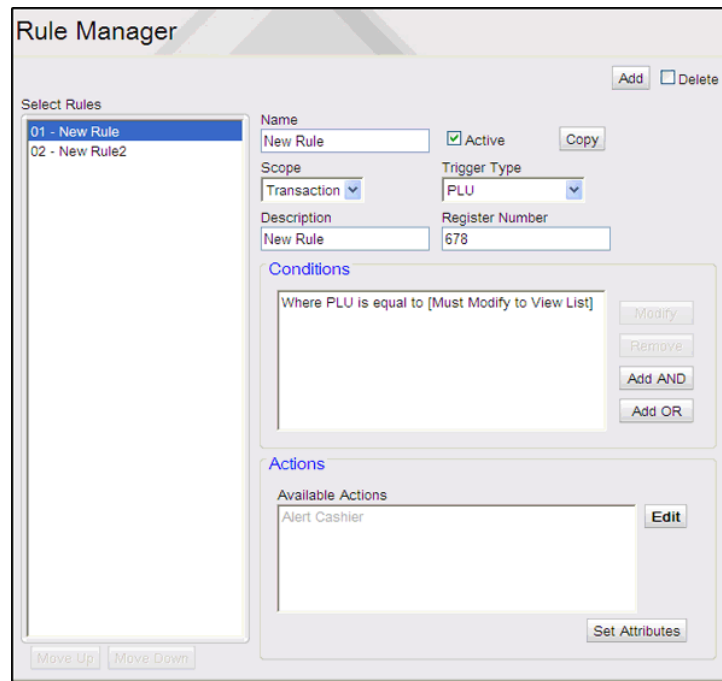 Rule Manager
Add Delete
Select Rules
01 - New Rule
02 - New Rule2
Move Up Move Down
Name
New Rule Active Copy
Scope Trigger Type
Transaction PLU
Description Register Number
New Rule 678
Conditions
Where PLU is equal to [Must Modify to View List]
Modify
Remove
Add AND
Add OR
Actions
Available Actions
Alert Cashier
Edit
Set Attributes